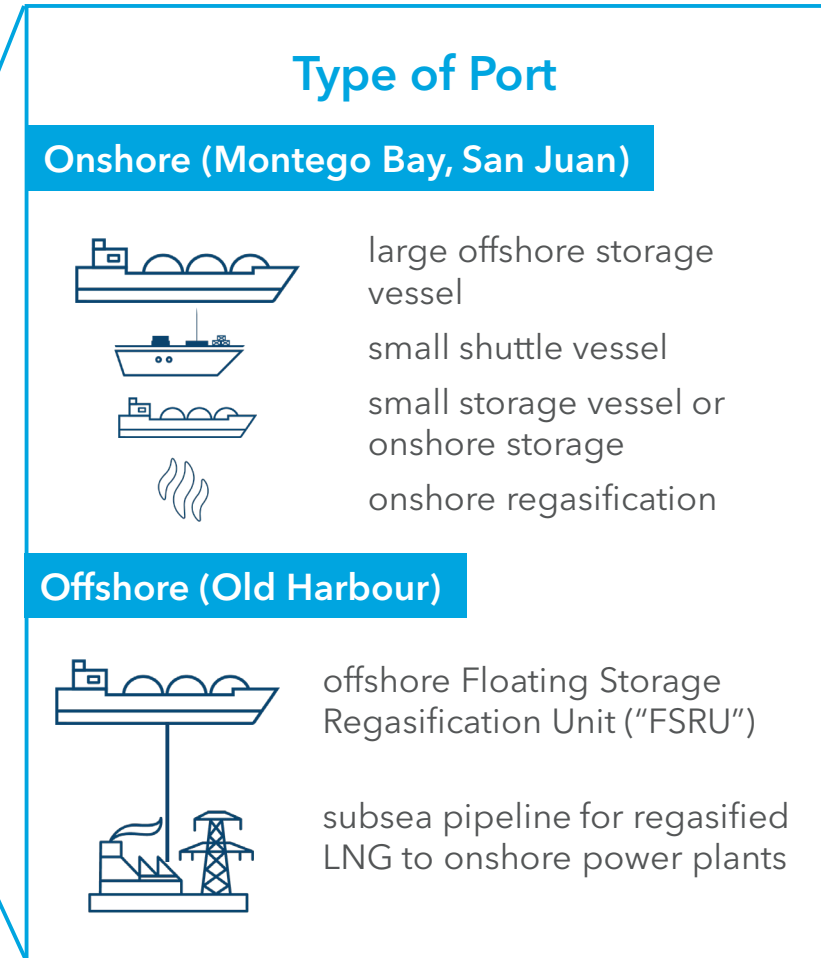 Type of Port
Onshore (Montego Bay, San Juan)
large offshore storage
vessel
small shuttle vessel
small storage vessel or
onshore storage
onshore regasification
Offshore (Old Harbour)
offshore Floating Storage
Regasification Unit (“FSRU”)
subsea pipeline for regasified
LNG to onshore power plants